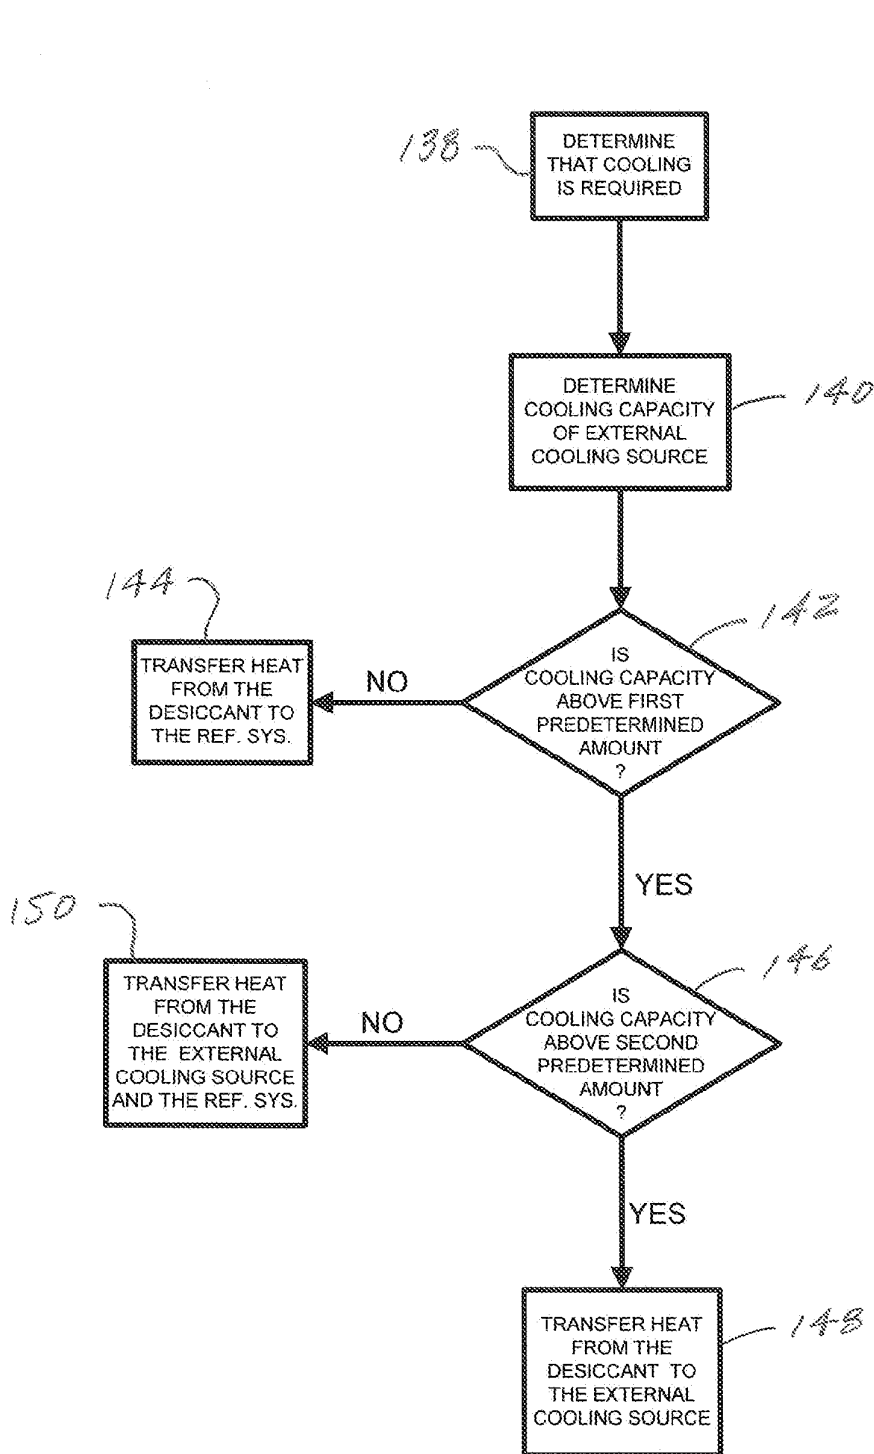 138
DETERMINE
THAT COOLING
IS REQUIRED
140
DETERMINE
COOLING CAPACITY
OF EXTERNAL
COOLING SOURCE
142
IS
COOLING CAPACITY
ABOVE FIRST
PREDETERMINED
AMOUNT
?
NO
144
TRANSFER HEAT
FROM THE
DESICCANT TO
THE REF. SYS.
YES
146
IS
COOLING CAPACITY
ABOVE SECOND
PREDETERMINED
AMOUNT
?
NO
150
TRANSFER HEAT
FROM THE
DESICCANT TO
THE EXTERNAL
COOLING SOURCE
AND THE REF. SYS.
YES
148
TRANSFER HEAT
FROM THE
DESICCANT TO
THE EXTERNAL
COOLING SOURCE